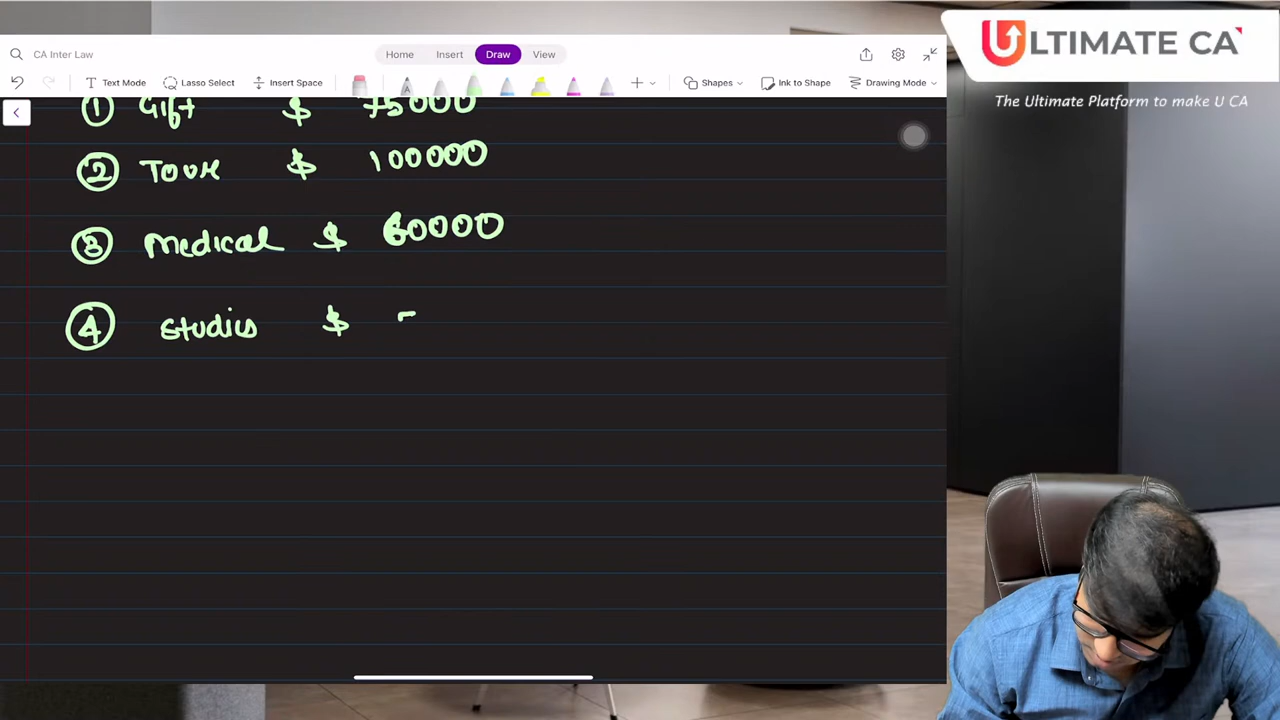 ULTIMATE CA
The Ultimate Platform to make U CA
CA Inter Law
Home Insert Draw View
Text Mode Lasso Select Insert Space Shapes Ink to Shape Drawing Mode
① Gift $ 75000
② Tour $ 100000
③ Medical $ 60000
④ Studies $